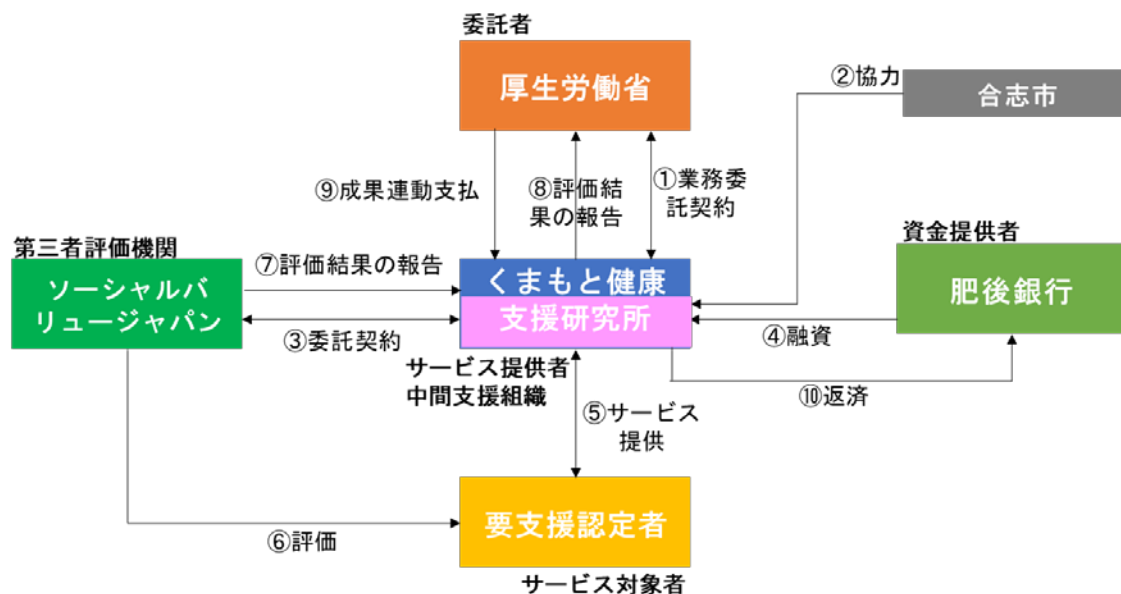 委託者
厚生労働省
②協力
合志市
⑨成果連動支払
⑧評価結
果の報告
①業務委
託契約
第三者評価機関
ソーシャルバ
リュージャパン
⑦評価結果の報告
③委託契約
くまもと健康
支援研究所
サービス提供者
中間支援組織
資金提供者
肥後銀行
④融資
⑩返済
⑤サービス
提供
⑥評価
要支援認定者
サービス対象者